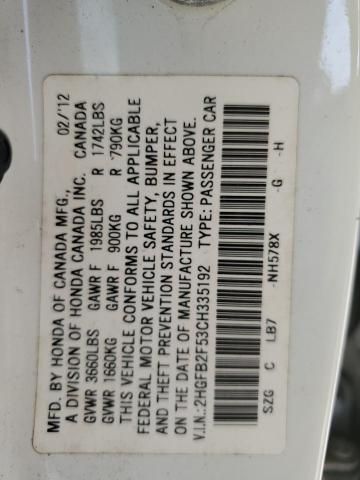 MFD. BY HONDA OF CANADA MFG., 02/'12
A DIVISION OF HONDA CANADA INC. CANADA
GVWR 3660LBS GAWR F 1985LBS R 1742LBS
GVWR 1660KG GAWR F 900KG R 790KG
THIS VEHICLE CONFORMS TO ALL APPLICABLE
FEDERAL MOTOR VEHICLE SAFETY, BUMPER,
AND THEFT PREVENTION STANDARDS IN EFFECT
ON THE DATE OF MANUFACTURE SHOWN ABOVE.
V.I.N.: 2HGFB2F53CH335192 TYPE: PASSENGER CAR
SZG C LB7 -NH578X -G -H